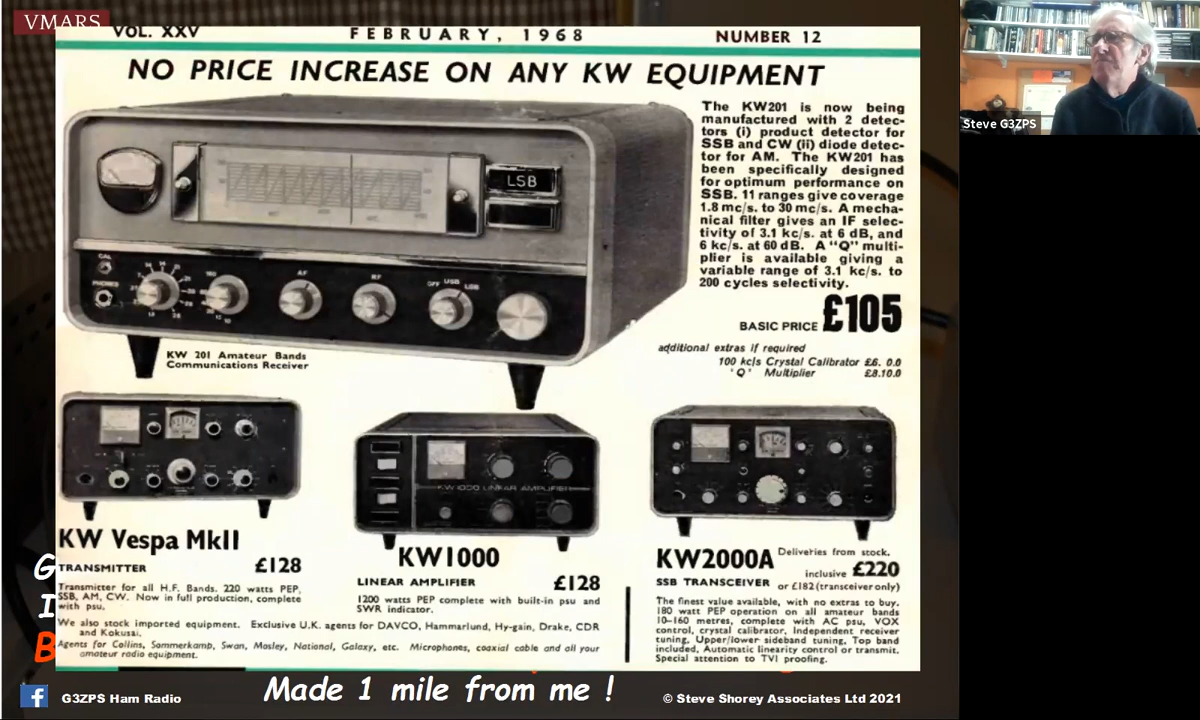 VMARS
VOL. XXV FEBRUARY, 1968 NUMBER 12
NO PRICE INCREASE ON ANY KW EQUIPMENT
The KW201 is now being
manufactured with 2 detec-
tors (i) product detector for
SSB and CW (ii) diode detec-
tor for AM. The KW201 has
been specifically designed
for optimum performance on
SSB. 11 ranges give coverage
1.8 mc/s. to 30 mc/s. A mecha-
nical filter gives an IF selec-
tivity of 3.1 kc/s. at 6 dB, and
6 kc/s. at 60 dB. A "Q" multi-
plier is available giving a
variable range of 3.1 kc/s. to
200 cycles selectivity.
BASIC PRICE £105
additional extras if required
100 kc/s Crystal Calibrator £6. 0.0
'Q' Multiplier £8.10.0
LSB
CAL
PHONES
AF
RF
OFF USB LSB
KW 201 Amateur Bands
Communications Receiver
KW 1000 LINEAR AMPLIFIER
KW Vespa MkII
TRANSMITTER £128
Transmitter for all H.F. Bands. 220 watts PEP,
SSB, AM, CW. Now in full production, complete
with psu.
KW1000
LINEAR AMPLIFIER £128
1200 watts PEP complete with built-in psu and
SWR indicator.
We also stock imported equipment. Exclusive U.K. agents for DAVCO, Hammarlund, Hy-gain, Drake, CDR
and Kokusai.
Agents for Collins, Sommerkamp, Swan, Mosley, National, Galaxy, etc. Microphones, coaxial cable and all your
amateur radio equipment.
KW2000A Deliveries from stock.
inclusive £220
SSB TRANSCEIVER or £182 (transceiver only)
The finest value available, with no extras to buy.
180 watt PEP operation on all amateur bands
10-160 metres, complete with AC psu, VOX
control, crystal calibrator, Independent receiver
tuning, Upper/lower sideband tuning, Top band
included, Automatic linearity control or transmit.
Special attention to TVI proofing.
G
I
B
G3ZPS Ham Radio
Made 1 mile from me !
© Steve Shorey Associates Ltd 2021
Steve G3ZPS